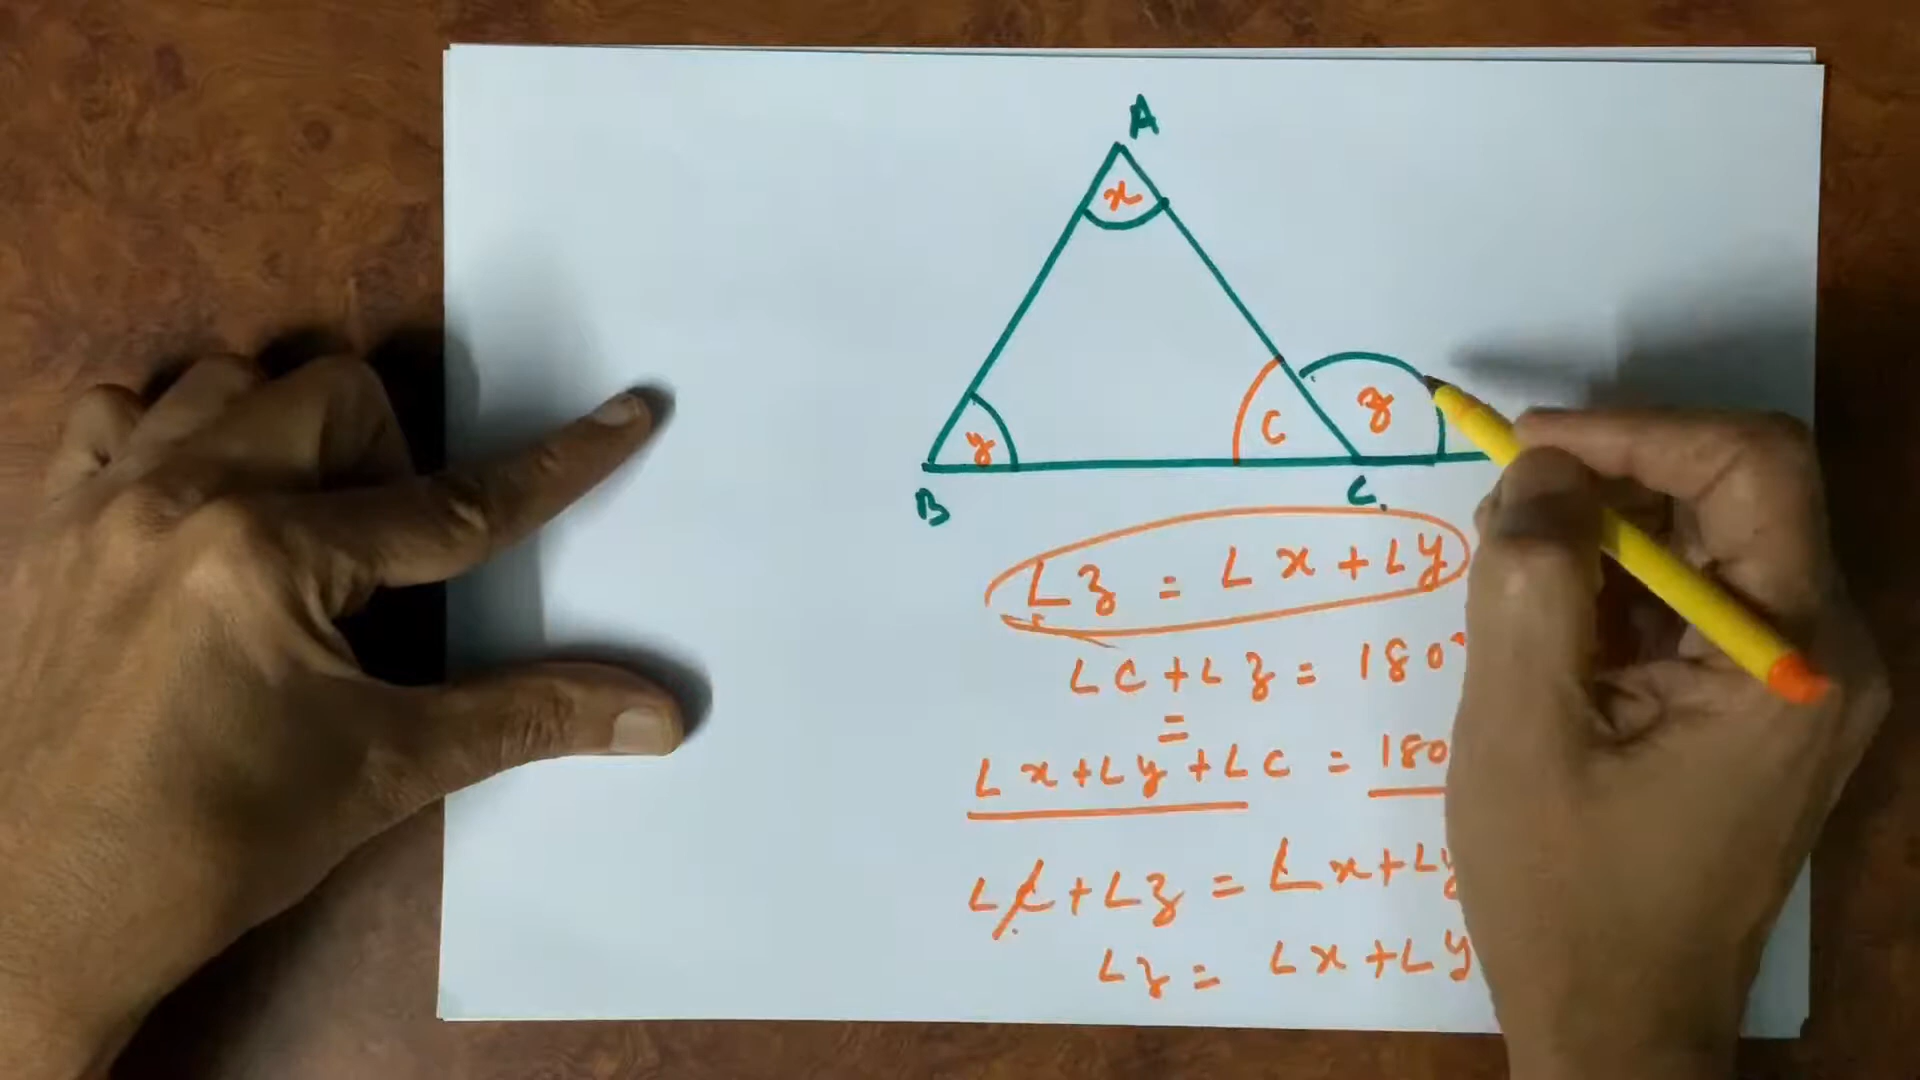 A
x
y
C
z
B
C.
∠z = ∠x + ∠y
∠C + ∠z = 180°
=
∠x + ∠y + ∠C = 180
∠C + ∠z = ∠x + ∠y
∠z = ∠x + ∠y